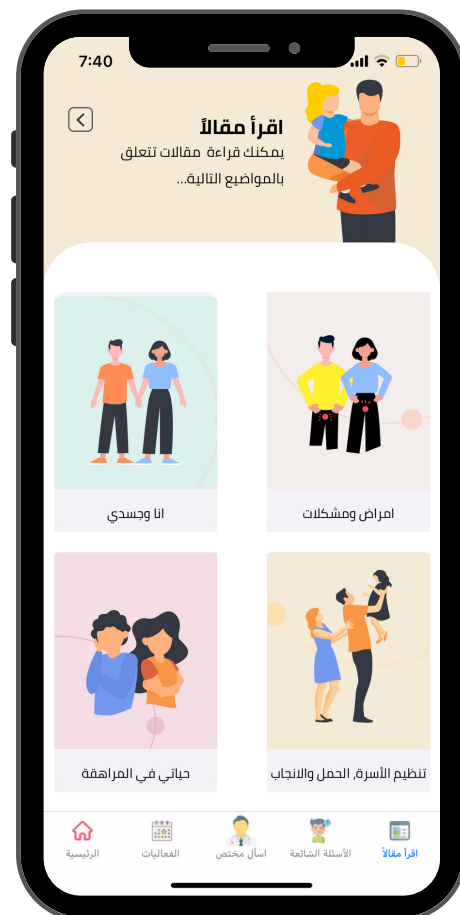 7:40
اقرأ مقالاً
يمكنك قراءة مقالات تتعلق
بالمواضيع التالية...
امراض ومشكلات
انا وجسدي
تنظيم الأسرة, الحمل والانجاب
حياتي في المراهقة
اقرأ مقالاً
الأسئلة الشائعة
اسأل مختص
الفعاليات
الرئيسية